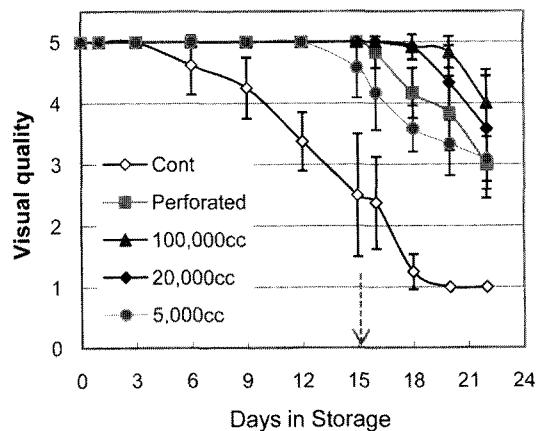 Visual quality
5
4
3
2
1
0
Cont
Perforated
100,000cc
20,000cc
5,000cc
0 3 6 9 12 15 18 21 24
Days in Storage